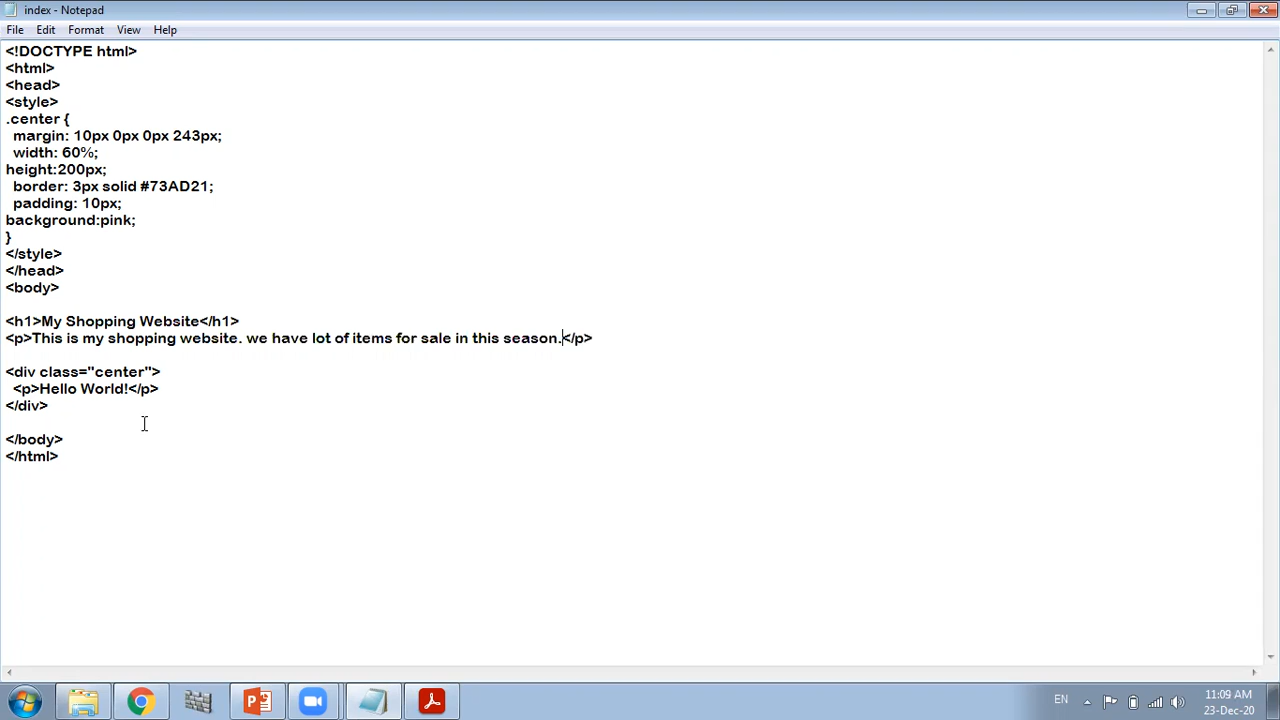 index - Notepad
File Edit Format View Help
<!DOCTYPE html>
<html>
<head>
<style>
.center {
  margin: 10px 0px 0px 243px;
  width: 60%;
height:200px;
  border: 3px solid #73AD21;
  padding: 10px;
background:pink;
}
</style>
</head>
<body>
<h1>My Shopping Website</h1>
<p>This is my shopping website. we have lot of items for sale in this season.</p>
<div class="center">
  <p>Hello World!</p>
</div>
</body>
</html>
EN
11:09 AM
23-Dec-20